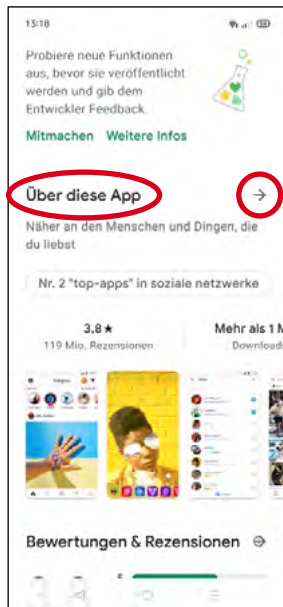 15:18
Probiere neue Funktionen
aus, bevor sie veröffentlicht
werden und gib dem
Entwickler Feedback.
Mitmachen Weitere Infos
Über diese App
Näher an den Menschen und Dingen, die
du liebst
Nr. 2 "top-apps" in soziale netzwerke
3,8★ Mehr als 1 M
119 Mio. Rezensionen Downloads
Bewertungen & Rezensionen